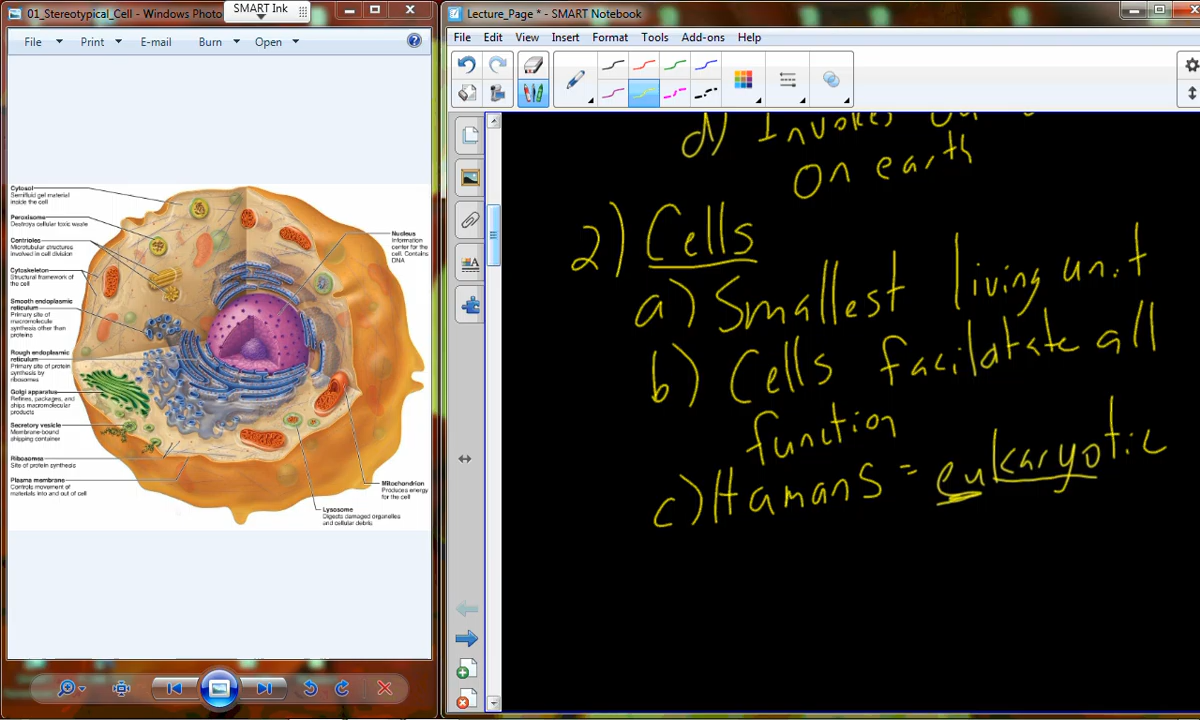 01_Stereotypical_Cell - Windows Photo
SMART Ink
File Print E-mail Burn Open
Cytosol
Semifluid gel material
inside the cell
Peroxisome
Destroys cellular toxic waste
Centrioles
Microtubular structures
involved in cell division
Cytoskeleton
Structural framework of
the cell
Smooth endoplasmic
reticulum
Primary site of
macromolecule
synthesis other than
proteins
Rough endoplasmic
reticulum
Primary site of protein
synthesis by
ribosomes
Golgi apparatus
Refines, packages, and
ships macromolecular
products
Secretory vesicle
Membrane-bound
shipping container
Ribosomes
Site of protein synthesis
Plasma membrane
Controls movement of
materials into and out of cell
Nucleus
Information
center for the
cell. Contains
DNA
Mitochondrion
Produces energy
for the cell
Lysosome
Digests damaged organelles
and cellular debris
Lecture_Page * - SMART Notebook
File Edit View Insert Format Tools Add-ons Help
d) Invokes
on earth
2) Cells
a) Smallest living unit
b) Cells facilatate all
function
c) Hamans = eukaryotic